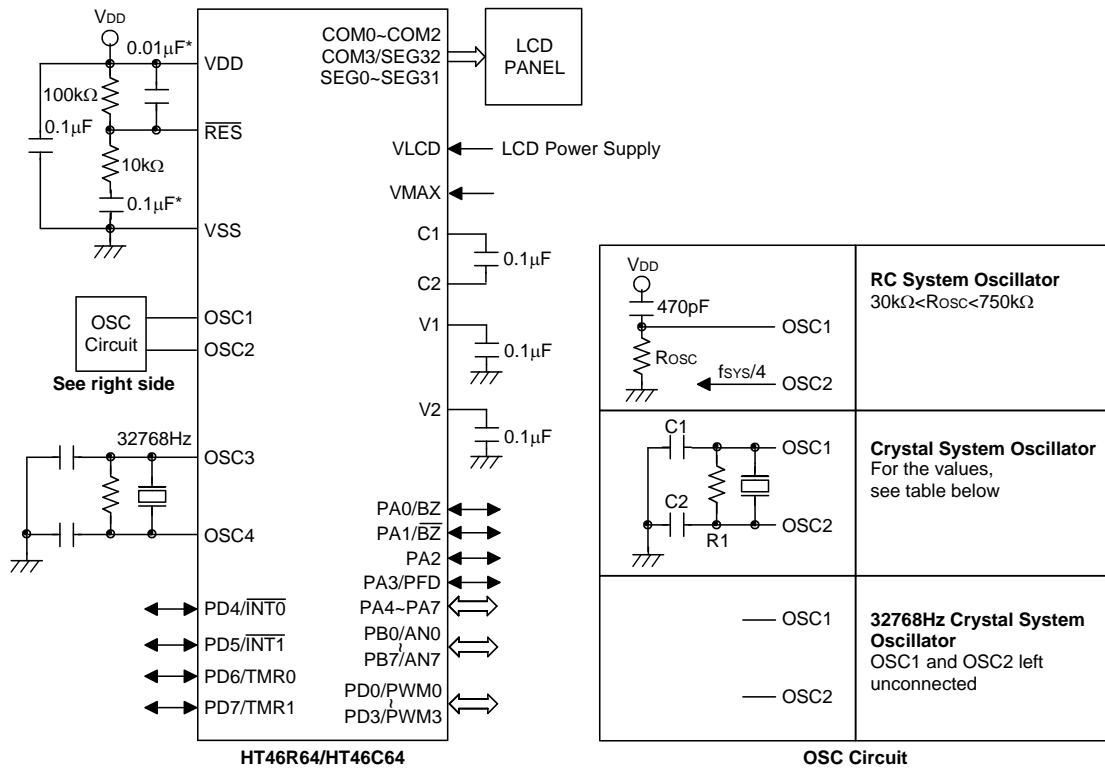 VDD
0.01µF*
VDD
100kΩ
0.1µF
RES
10kΩ
0.1µF*
VSS
OSC
Circuit
OSC1
OSC2
See right side
32768Hz
OSC3
OSC4
PD4/INT0
PD5/INT1
PD6/TMR0
PD7/TMR1
COM0~COM2
COM3/SEG32
SEG0~SEG31
LCD
PANEL
VLCD
LCD Power Supply
VMAX
C1
0.1µF
C2
V1
0.1µF
V2
0.1µF
PA0/BZ
PA1/BZ
PA2
PA3/PFD
PA4~PA7
PB0/AN0
~
PB7/AN7
PD0/PWM0
~
PD3/PWM3
HT46R64/HT46C64
VDD
470pF
OSC1
ROSC
fSYS/4
OSC2
RC System Oscillator
30kΩ<ROSC<750kΩ
C1
OSC1
C2
OSC2
R1
Crystal System Oscillator
For the values,
see table below
OSC1
OSC2
32768Hz Crystal System
Oscillator
OSC1 and OSC2 left
unconnected
OSC Circuit